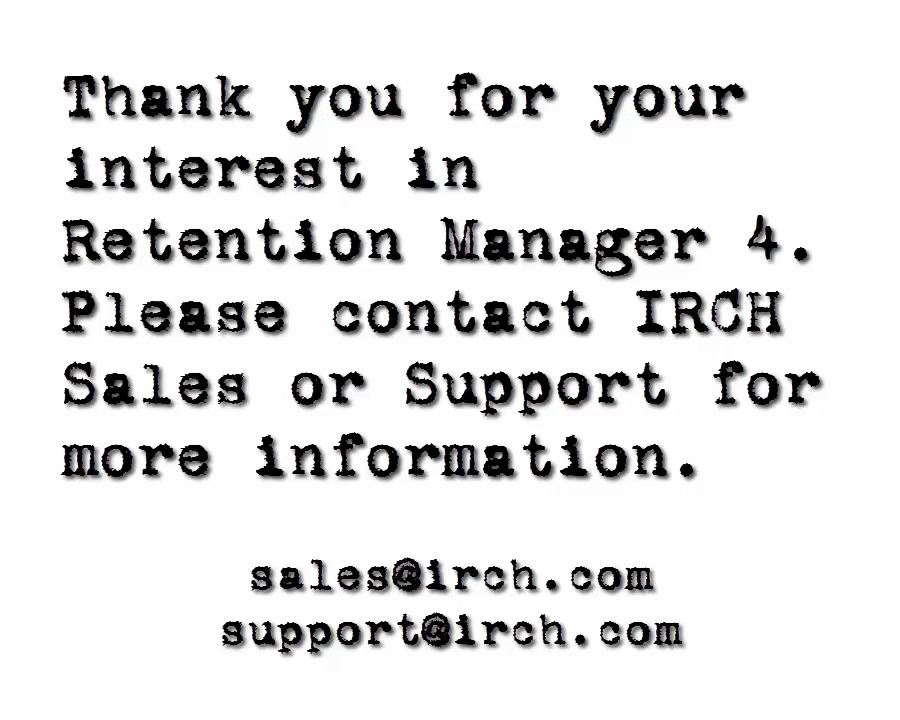 Thank you for your
interest in
Retention Manager 4.
Please contact IRCH
Sales or Support for
more information.
sales@irch.com
support@irch.com